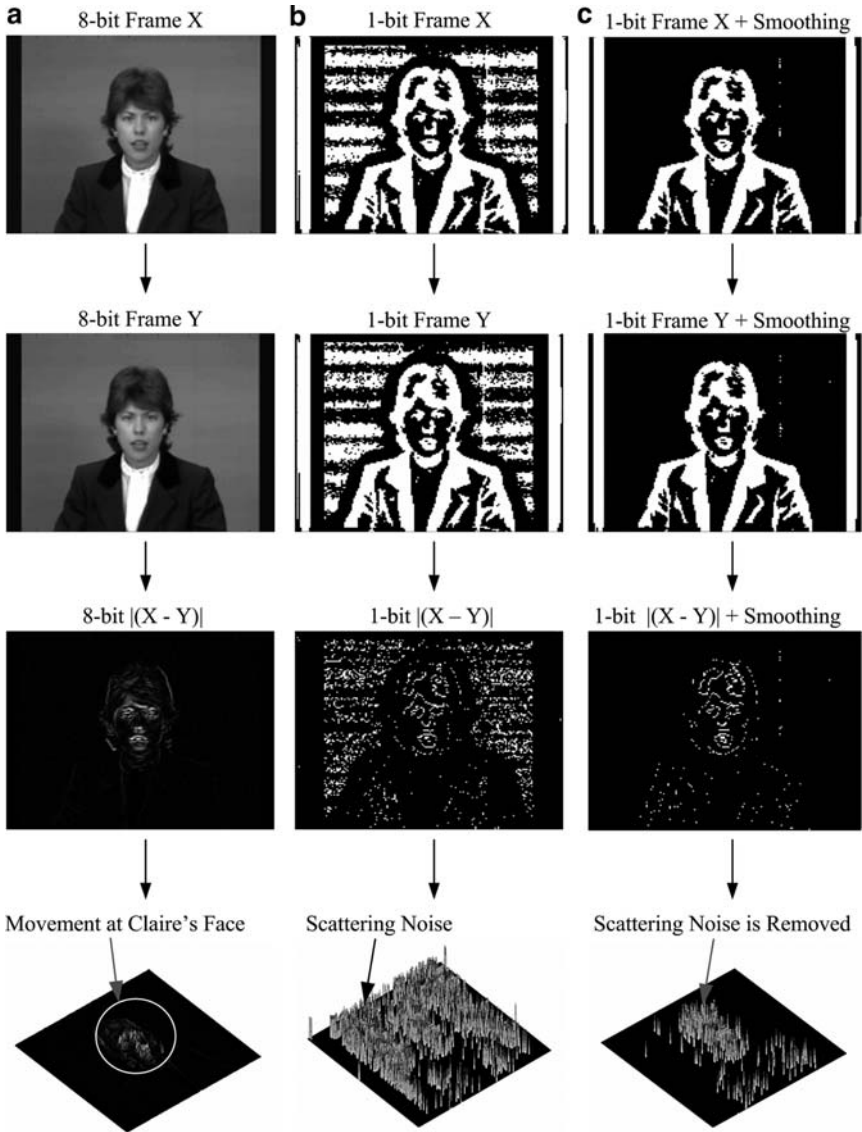 a b c
8-bit Frame X 1-bit Frame X 1-bit Frame X + Smoothing
8-bit Frame Y 1-bit Frame Y 1-bit Frame Y + Smoothing
8-bit |(X - Y)| 1-bit |(X – Y)| 1-bit |(X - Y)| + Smoothing
Movement at Claire's Face Scattering Noise Scattering Noise is Removed